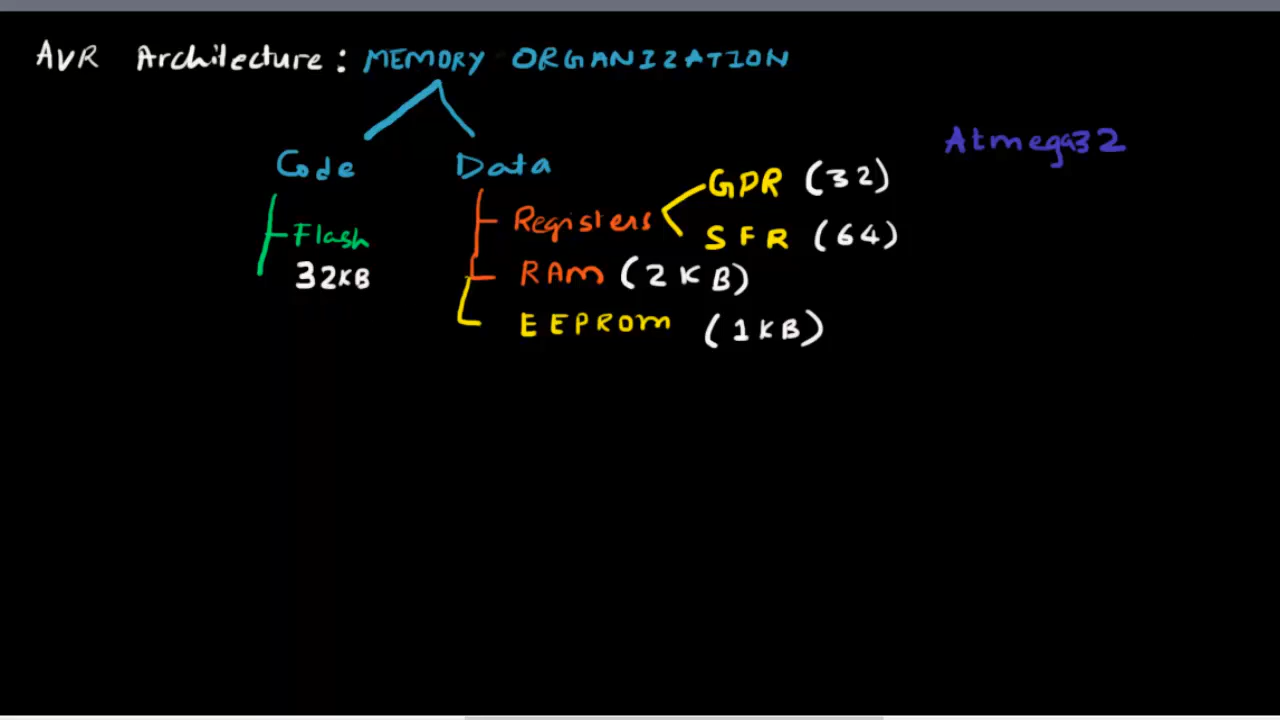 AVR Architecture: MEMORY ORGANIZATION
Atmega32
Code
Data
Flash
32KB
Registers
GPR (32)
SFR (64)
RAM (2KB)
EEPROM (1KB)